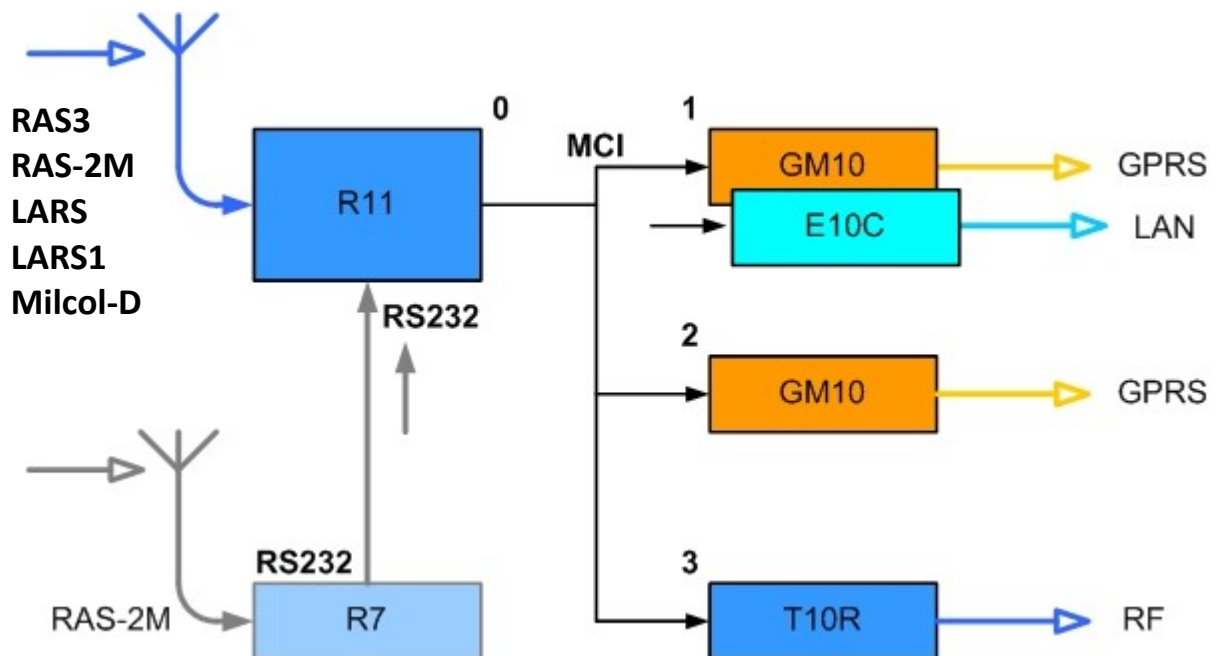 RAS3
RAS-2M
LARS
LARS1
Milcol-D
R11
0
MCI
1
GM10
GPRS
E10C
LAN
RS232
2
GM10
GPRS
RAS-2M
RS232
R7
3
T10R
RF